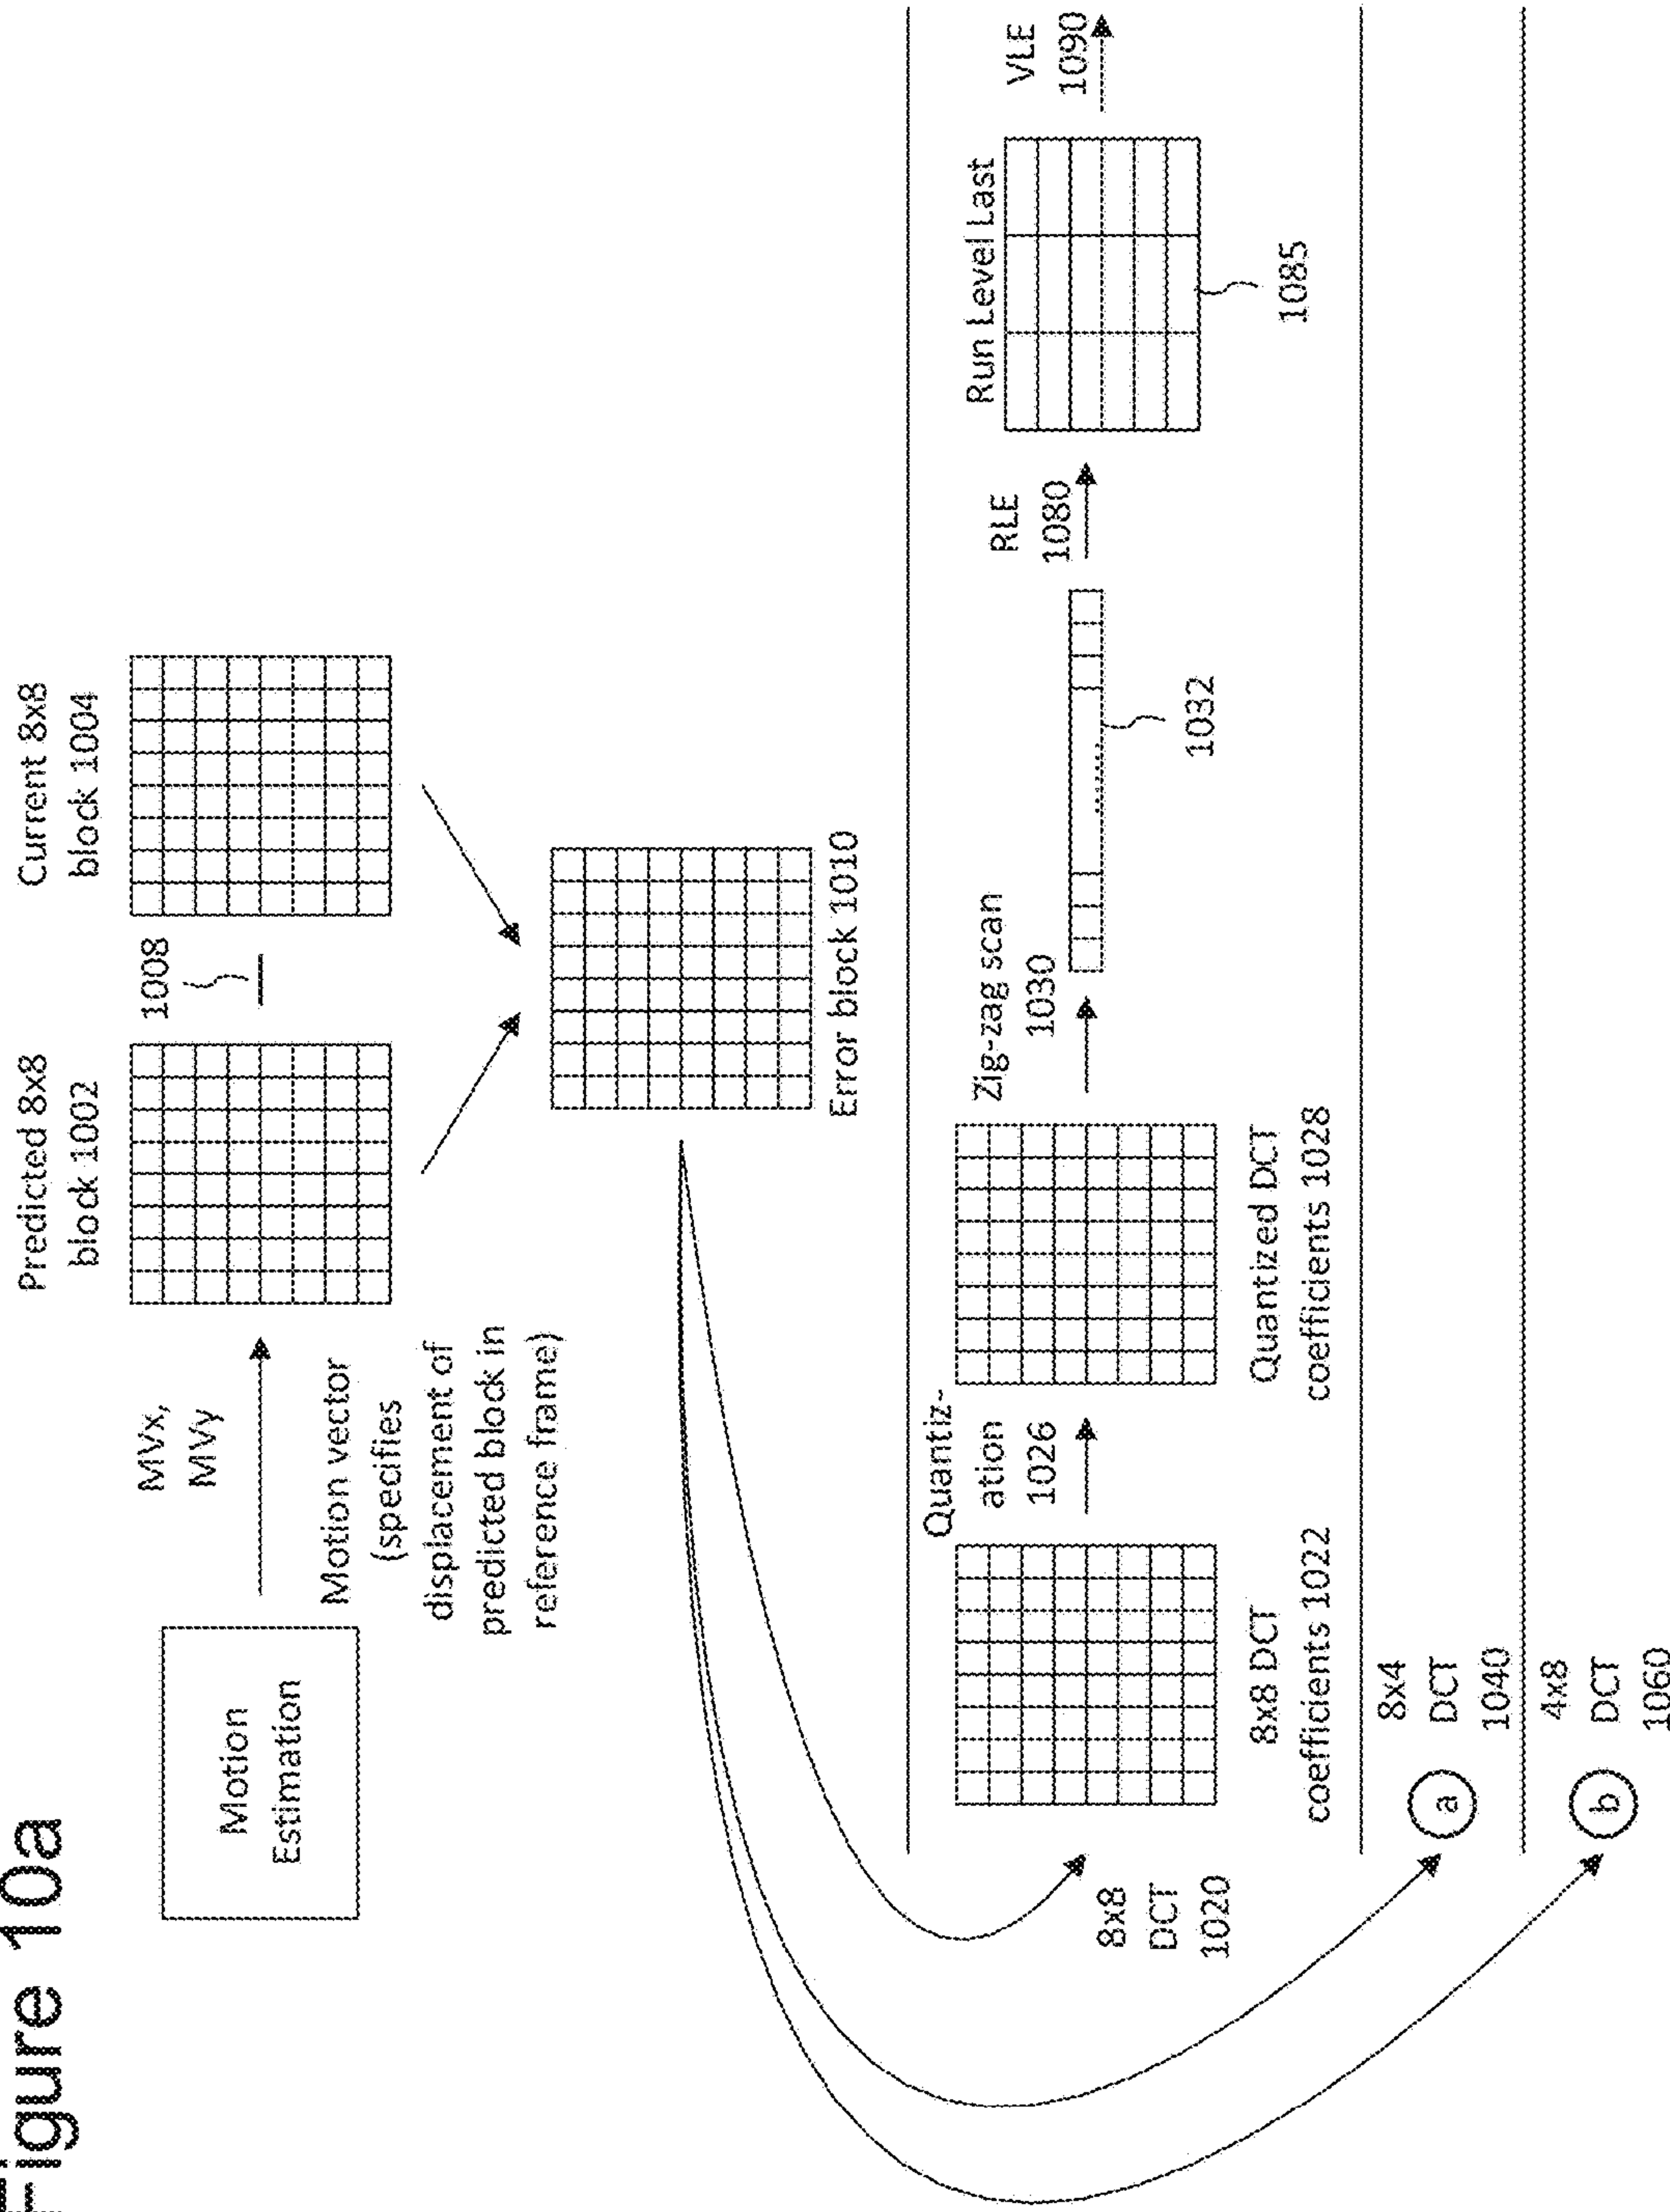 Figure 10a
Motion
Estimation
MVx,
MVy
Motion vector
(specifies
displacement of
predicted block in
reference frame)
Predicted 8x8
block 1002
1008
Current 8x8
block 1004
Error block 1010
8x8
DCT
1020
8x8 DCT
coefficients 1022
Quantiz-
ation
1026
Quantized DCT
coefficients 1028
Zig-zag scan
1030
1032
RLE
1080
Run Level Last
1085
VLE
1090
a
8x4
DCT
1040
b
4x8
DCT
1060